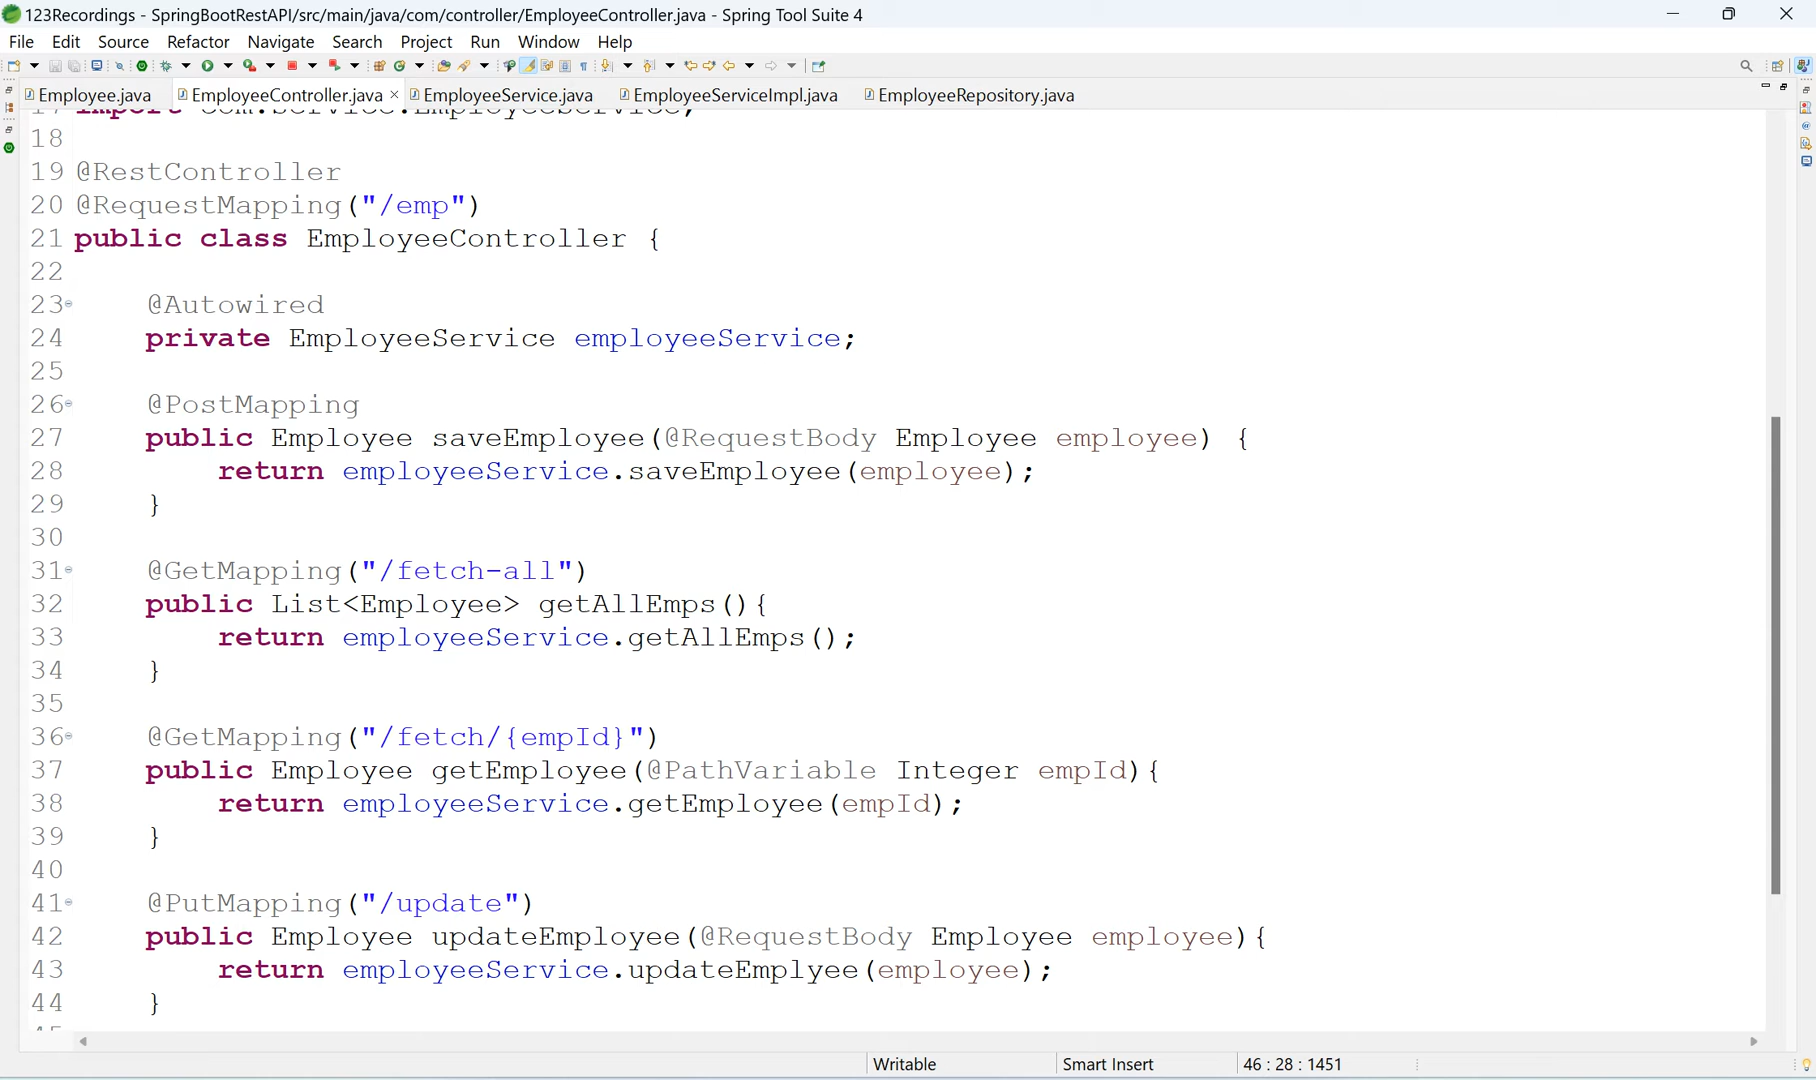 123Recordings - SpringBootRestAPI/src/main/java/com/controller/EmployeeController.java - Spring Tool Suite 4
File Edit Source Refactor Navigate Search Project Run Window Help
Employee.java EmployeeController.java EmployeeService.java EmployeeServiceImpl.java EmployeeRepository.java
17 import com.service.EmployeeService;
18
19 @RestController
20 @RequestMapping("/emp")
21 public class EmployeeController {
22
23 @Autowired
24 private EmployeeService employeeService;
25
26 @PostMapping
27 public Employee saveEmployee(@RequestBody Employee employee) {
28 return employeeService.saveEmployee(employee);
29 }
30
31 @GetMapping("/fetch-all")
32 public List<Employee> getAllEmps(){
33 return employeeService.getAllEmps();
34 }
35
36 @GetMapping("/fetch/{empId}")
37 public Employee getEmployee(@PathVariable Integer empId){
38 return employeeService.getEmployee(empId);
39 }
40
41 @PutMapping("/update")
42 public Employee updateEmployee(@RequestBody Employee employee){
43 return employeeService.updateEmplyee(employee);
44 }
45
Writable Smart Insert 46 : 28 : 1451